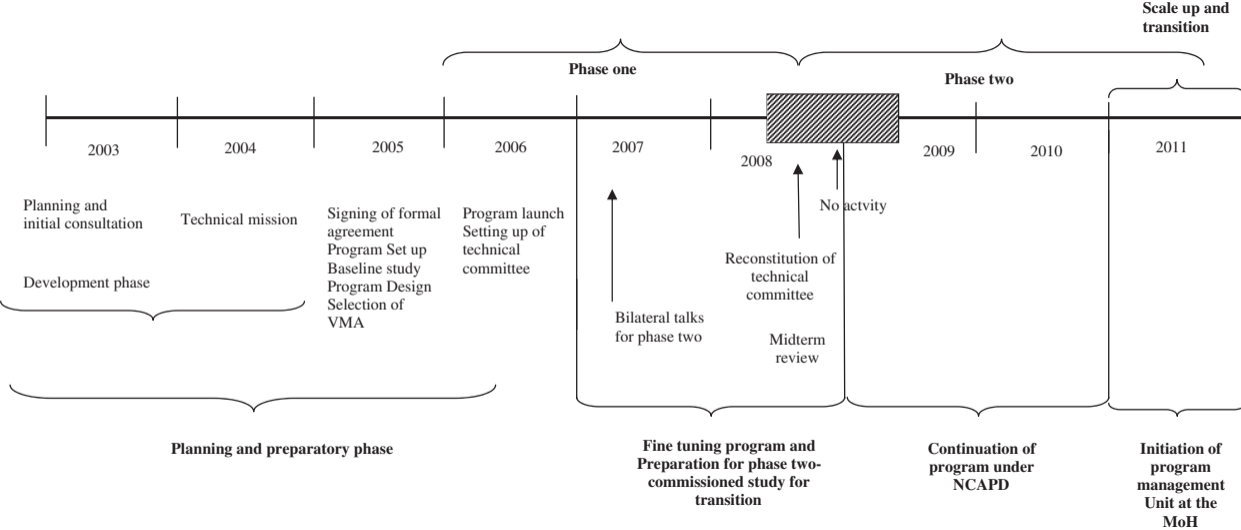 Scale up and
transition
Phase one
Phase two
2003
2004
2005
2006
2007
2008
2009
2010
2011
Planning and
initial consultation
Development phase
Technical mission
Signing of formal
agreement
Program Set up
Baseline study
Program Design
Selection of
VMA
Program launch
Setting up of
technical
committee
Bilateral talks
for phase two
Reconstitution of
technical
committee
Midterm
review
No actvity
Planning and preparatory phase
Fine tuning program and
Preparation for phase two-
commissioned study for
transition
Continuation of
program under
NCAPD
Initiation of
program
management
Unit at the
MoH